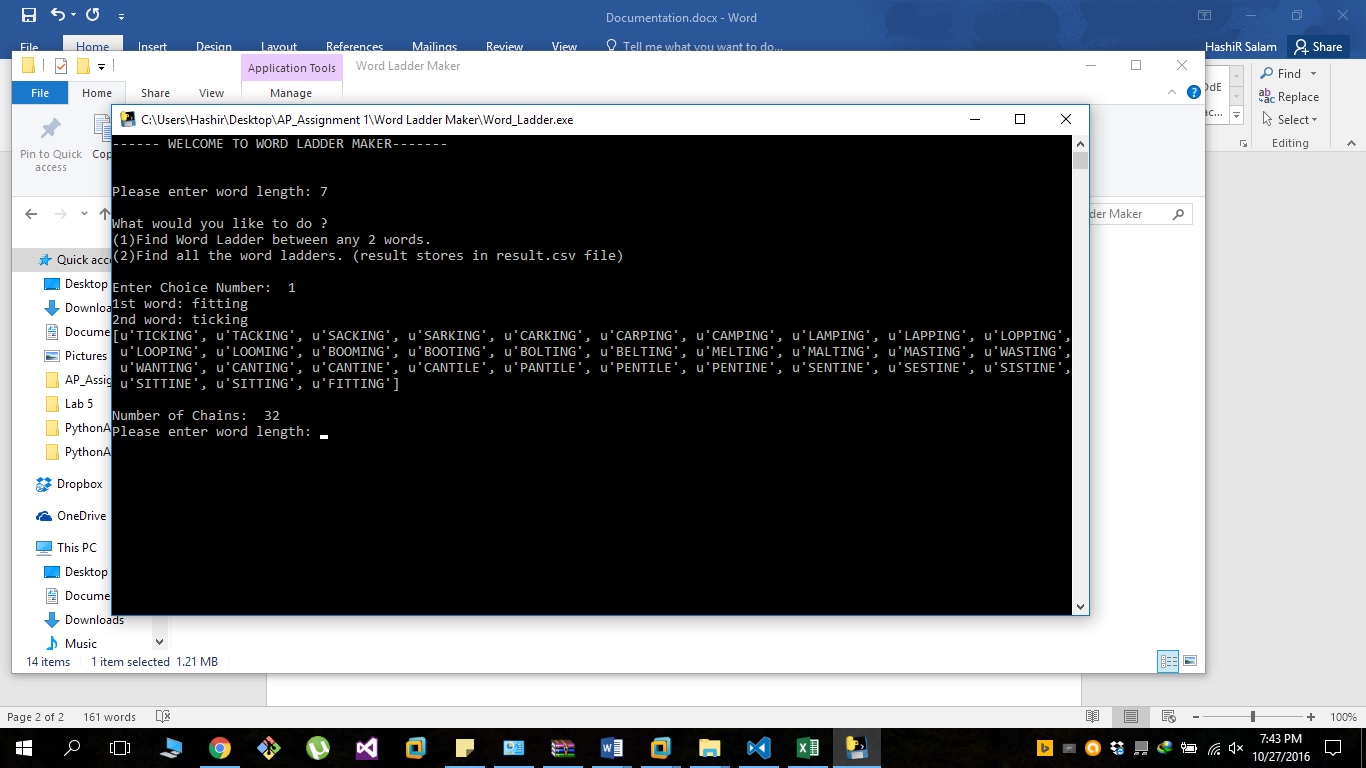 Documentation.docx - Word
File Home Insert Design Layout References Mailings Review View Tell me what you want to do... HashiR Salam Share
Application Tools Word Ladder Maker
File Home Share View Manage
Find
Replace
Select
Editing
Pin to Quick access
C:\Users\Hashir\Desktop\AP_Assignment 1\Word Ladder Maker\Word_Ladder.exe
------ WELCOME TO WORD LADDER MAKER-------
Please enter word length: 7
What would you like to do ?
(1)Find Word Ladder between any 2 words.
(2)Find all the word ladders. (result stores in result.csv file)
Enter Choice Number:  1
1st word: fitting
2nd word: ticking
[u'TICKING', u'TACKING', u'SACKING', u'SARKING', u'CARKING', u'CARPING', u'CAMPING', u'LAMPING', u'LAPPING', u'LOPPING',
u'LOOPING', u'LOOMING', u'BOOMING', u'BOOTING', u'BOLTING', u'BELTING', u'MELTING', u'MALTING', u'MASTING', u'WASTING',
u'WANTING', u'CANTING', u'CANTINE', u'CANTILE', u'PANTILE', u'PENTILE', u'PENTINE', u'SENTINE', u'SESTINE', u'SISTINE',
u'SITTINE', u'SITTING', u'FITTING']
Number of Chains:  32
Please enter word length:
der Maker
Quick acc
Desktop
Downloa
Docume
Pictures
AP_Assig
Lab 5
PythonA
PythonA
Dropbox
OneDrive
This PC
Desktop
Docume
Downloads
Music
14 items 1 item selected 1.21 MB
Page 2 of 2 161 words 100%
7:43 PM
10/27/2016